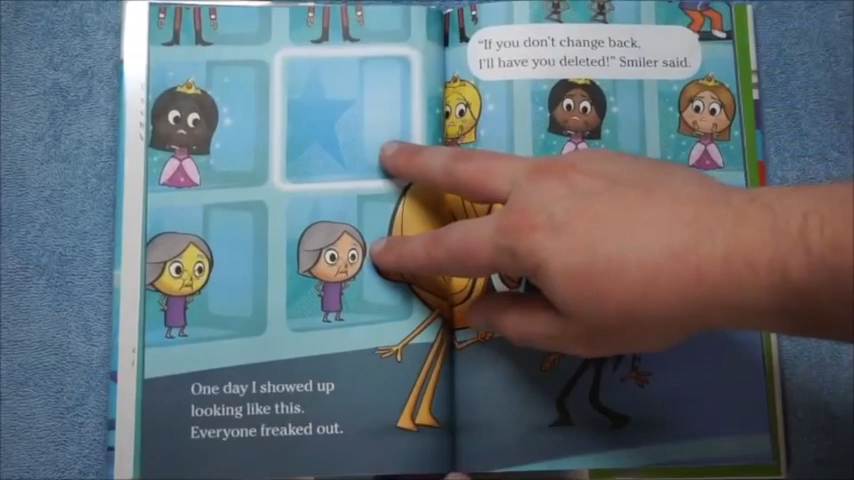 "If you don't change back,
I'll have you deleted!" Smiler said.
One day I showed up
looking like this.
Everyone freaked out.